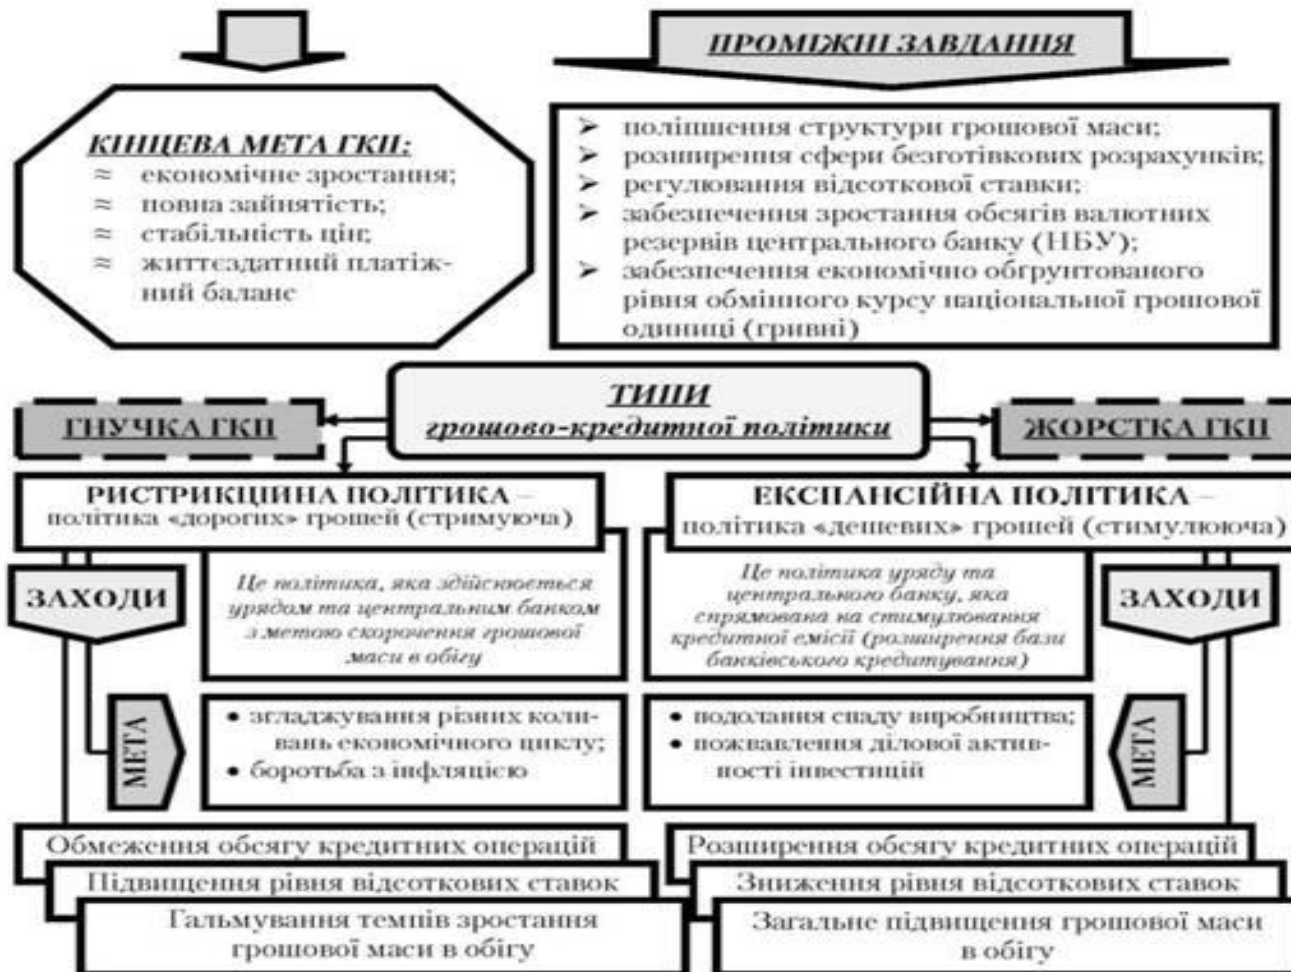 ПРОМІЖНІ ЗАВДАННЯ
КІНЦЕВА МЕТА ГКП:
≈ економічне зростання;
≈ повна зайнятість;
≈ стабільність цін;
≈ життєздатний платіж-
ний баланс
➢ поліпшення структури грошової маси;
➢ розширення сфери безготівкових розрахунків;
➢ регулювання відсоткової ставки;
➢ забезпечення зростання обсягів валютних
резервів центрального банку (НБУ);
➢ забезпечення економічно обґрунтованого
рівня обмінного курсу національної грошової
одиниці (гривні)
ТИПИ
грошово-кредитної політики
ГНУЧКА ГКП
ЖОРСТКА ГКП
РИСТРИКЦІЙНА ПОЛІТИКА –
політика «дорогих» грошей (стримуюча)
ЕКСПАНСІЙНА ПОЛІТИКА –
політика «дешевих» грошей (стимулююча)
ЗАХОДИ
Це політика, яка здійснюється
урядом та центральним банком
з метою скорочення грошової
маси в обігу
Це політика уряду та
центрального банку, яка
спрямована на стимулювання
кредитної емісії (розширення бази
банківського кредитування)
ЗАХОДИ
МЕТА
• згладжування різних коли-
вань економічного циклу;
• боротьба з інфляцією
• подолання спаду виробництва;
• пожвавлення ділової актив-
ності інвестицій
МЕТА
Обмеження обсягу кредитних операцій
Підвищення рівня відсоткових ставок
Гальмування темпів зростання
грошової маси в обігу
Розширення обсягу кредитних операцій
Зниження рівня відсоткових ставок
Загальне підвищення грошової маси
в обігу